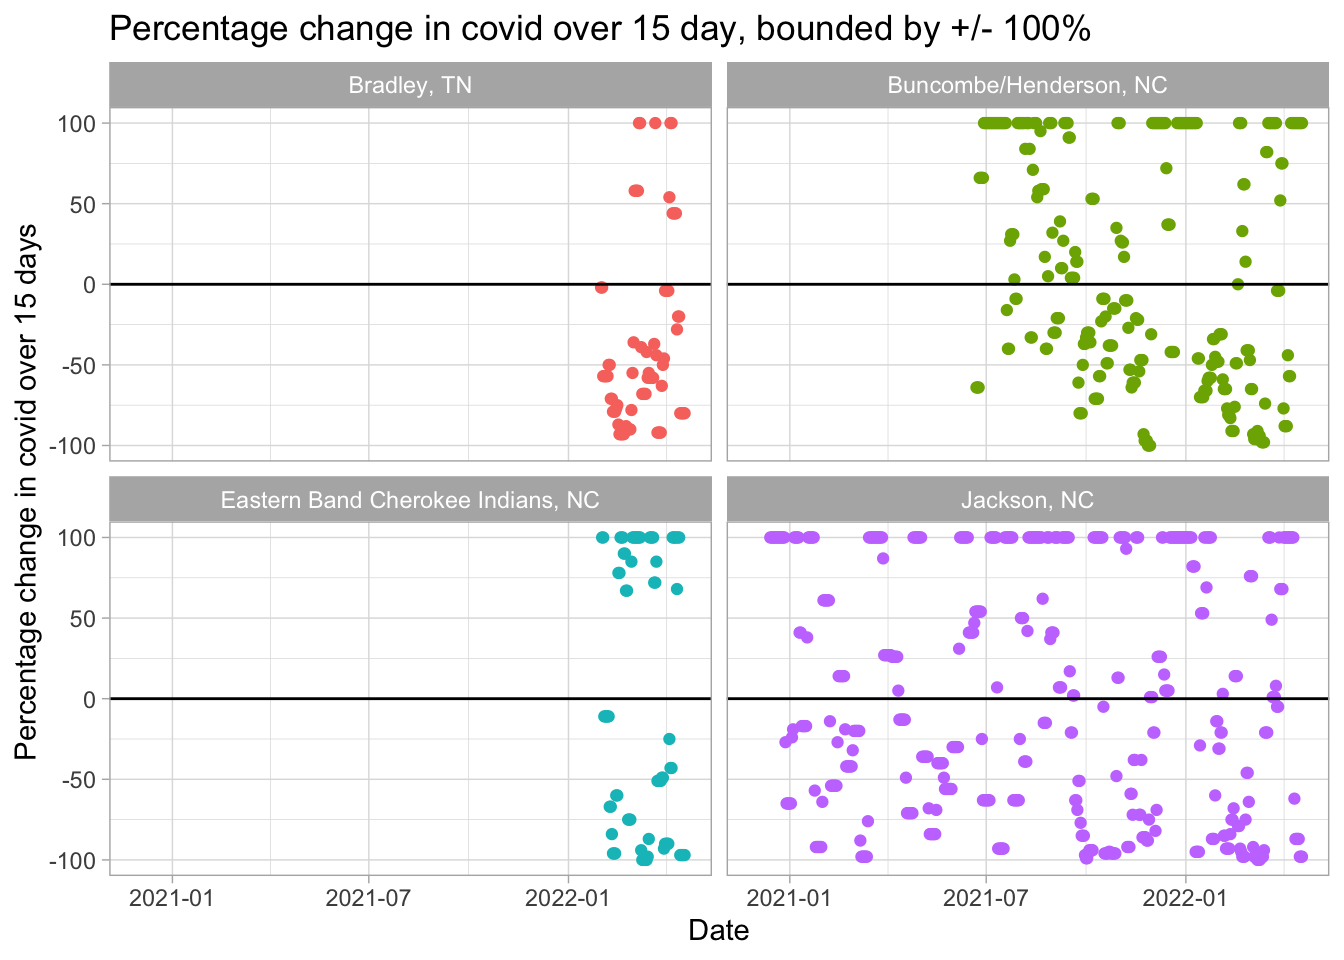 Percentage change in covid over 15 day, bounded by +/- 100%
Bradley, TN
Buncombe/Henderson, NC
100
50
0
-50
-100
Eastern Band Cherokee Indians, NC
Jackson, NC
100
50
0
-50
-100
Percentage change in covid over 15 days
2021-01
2021-07
2022-01
2021-01
2021-07
2022-01
Date